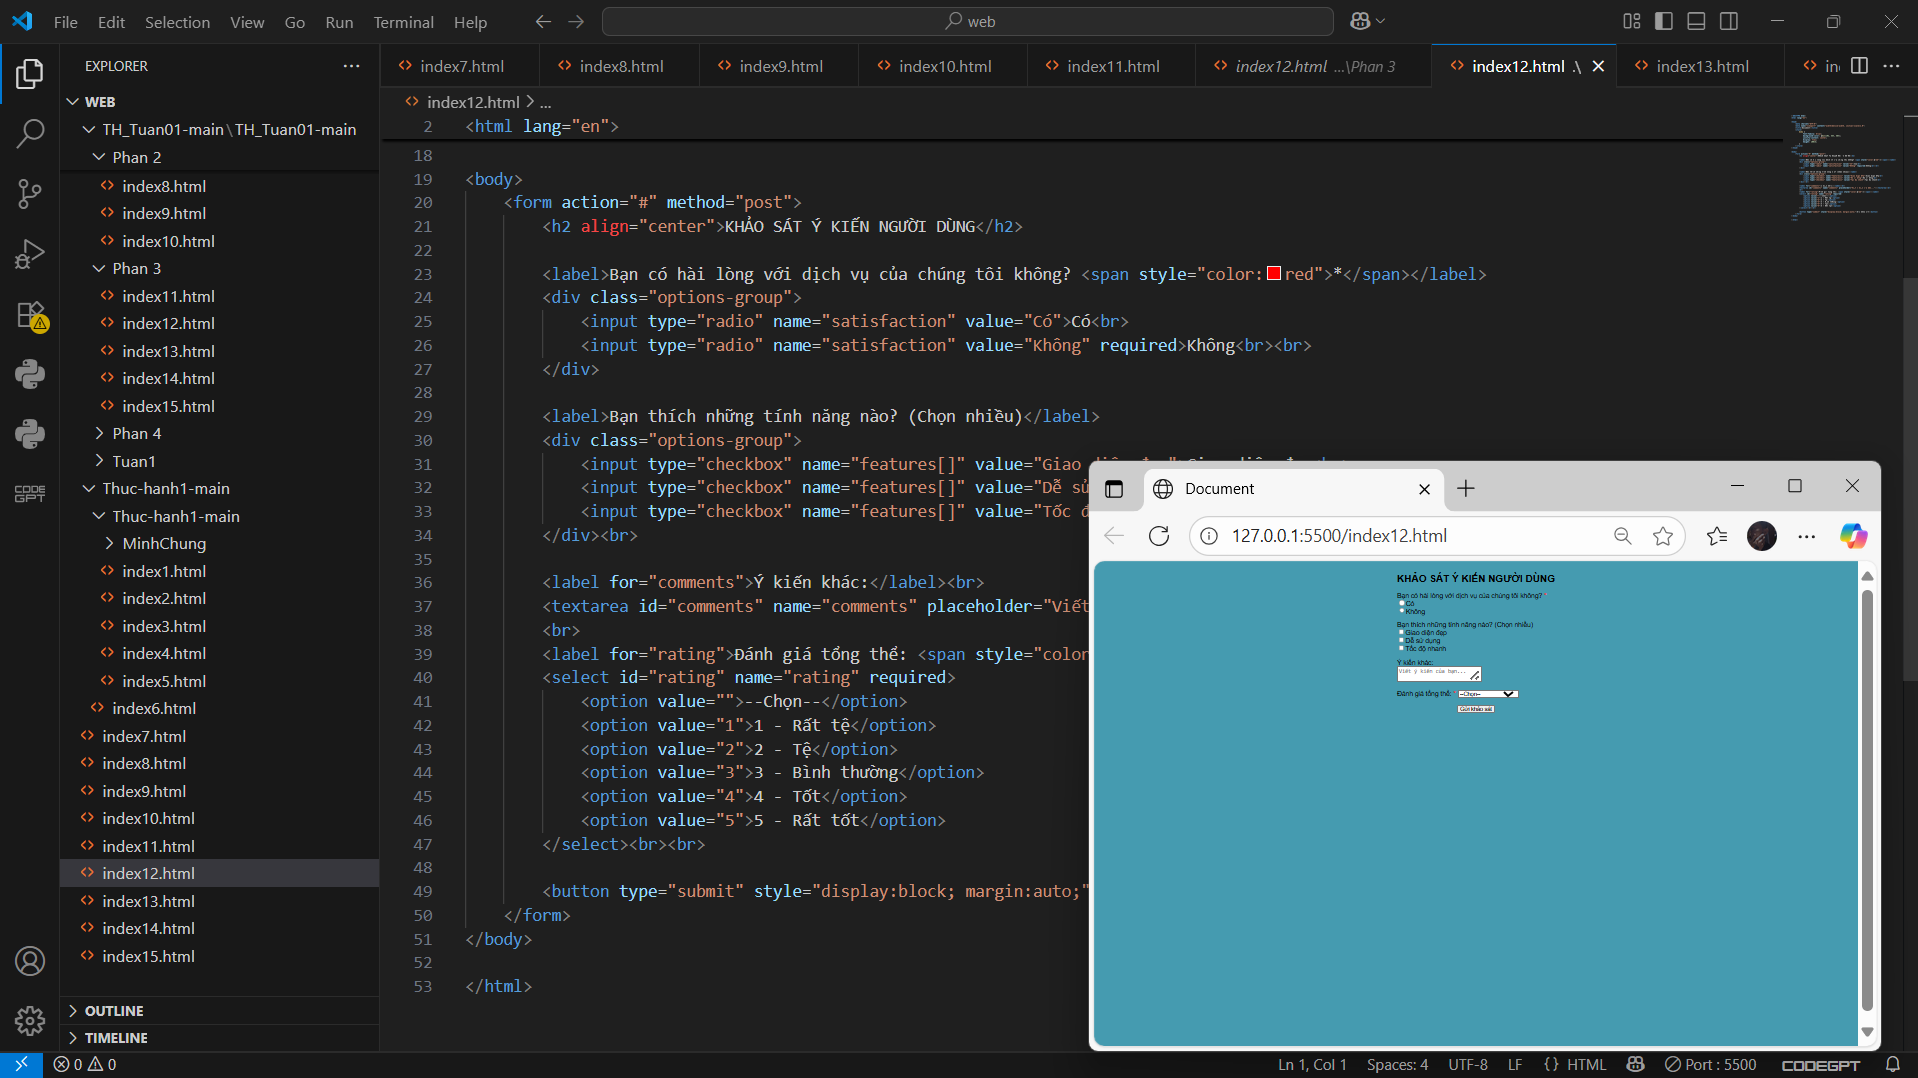 File Edit Selection View Go Run Terminal Help
web
EXPLORER
WEB
TH_Tuan01-main\TH_Tuan01-main
Phan 2
index8.html
index9.html
index10.html
Phan 3
index11.html
index12.html
index13.html
index14.html
index15.html
Phan 4
Tuan1
Thuc-hanh1-main
Thuc-hanh1-main
MinhChung
index1.html
index2.html
index3.html
index4.html
index5.html
index6.html
index7.html
index8.html
index9.html
index10.html
index11.html
index12.html
index13.html
index14.html
index15.html
OUTLINE
TIMELINE
CODE
GPT
index7.html index8.html index9.html index10.html index11.html index12.html ...\Phan 3 index12.html .\ index13.html in
index12.html > ...
2 <html lang="en">
18
19 <body>
20 <form action="#" method="post">
21 <h2 align="center">KHẢO SÁT Ý KIẾN NGƯỜI DÙNG</h2>
22
23 <label>Bạn có hài lòng với dịch vụ của chúng tôi không? <span style="color:red">*</span></label>
24 <div class="options-group">
25 <input type="radio" name="satisfaction" value="Có">Có<br>
26 <input type="radio" name="satisfaction" value="Không" required>Không<br><br>
27 </div>
28
29 <label>Bạn thích những tính năng nào? (Chọn nhiều)</label>
30 <div class="options-group">
31 <input type="checkbox" name="features[]" value="Giao
32 <input type="checkbox" name="features[]" value="Dễ sử
33 <input type="checkbox" name="features[]" value="Tốc đ
34 </div><br>
35
36 <label for="comments">Ý kiến khác:</label><br>
37 <textarea id="comments" name="comments" placeholder="Viết
38 <br>
39 <label for="rating">Đánh giá tổng thể: <span style="color
40 <select id="rating" name="rating" required>
41 <option value="">--Chọn--</option>
42 <option value="1">1 - Rất tệ</option>
43 <option value="2">2 - Tệ</option>
44 <option value="3">3 - Bình thường</option>
45 <option value="4">4 - Tốt</option>
46 <option value="5">5 - Rất tốt</option>
47 </select><br><br>
48
49 <button type="submit" style="display:block; margin:auto;"
50 </form>
51 </body>
52
53 </html>
Document
127.0.0.1:5500/index12.html
KHẢO SÁT Ý KIẾN NGƯỜI DÙNG
Bạn có hài lòng với dịch vụ của chúng tôi không? *
Có
Không
Bạn thích những tính năng nào? (Chọn nhiều)
Giao diện đẹp
Dễ sử dụng
Tốc độ nhanh
Ý kiến khác:
Viết ý kiến của bạn...
Đánh giá tổng thể: * --Chọn--
Gửi khảo sát
0 0
Ln 1, Col 1 Spaces: 4 UTF-8 LF {} HTML Port : 5500 CODEGPT